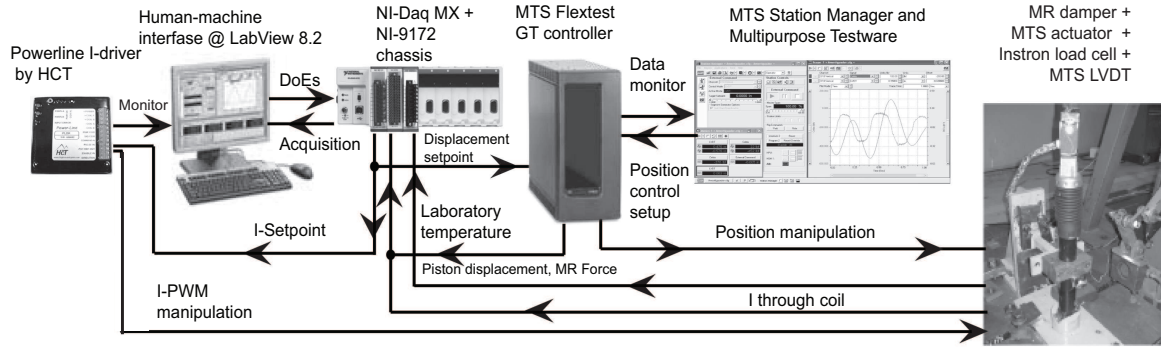 Powerline I-driver
by HCT
Human-machine
interfase @ LabView 8.2
NI-Daq MX +
NI-9172
chassis
MTS Flextest
GT controller
MTS Station Manager and
Multipurpose Testware
MR damper +
MTS actuator +
Instron load cell +
MTS LVDT
Monitor
DoEs
Acquisition
Displacement
setpoint
Data
monitor
Position
control
setup
I-Setpoint
Laboratory
temperature
Position manipulation
Piston displacement, MR Force
I-PWM
manipulation
I through coil
HCT